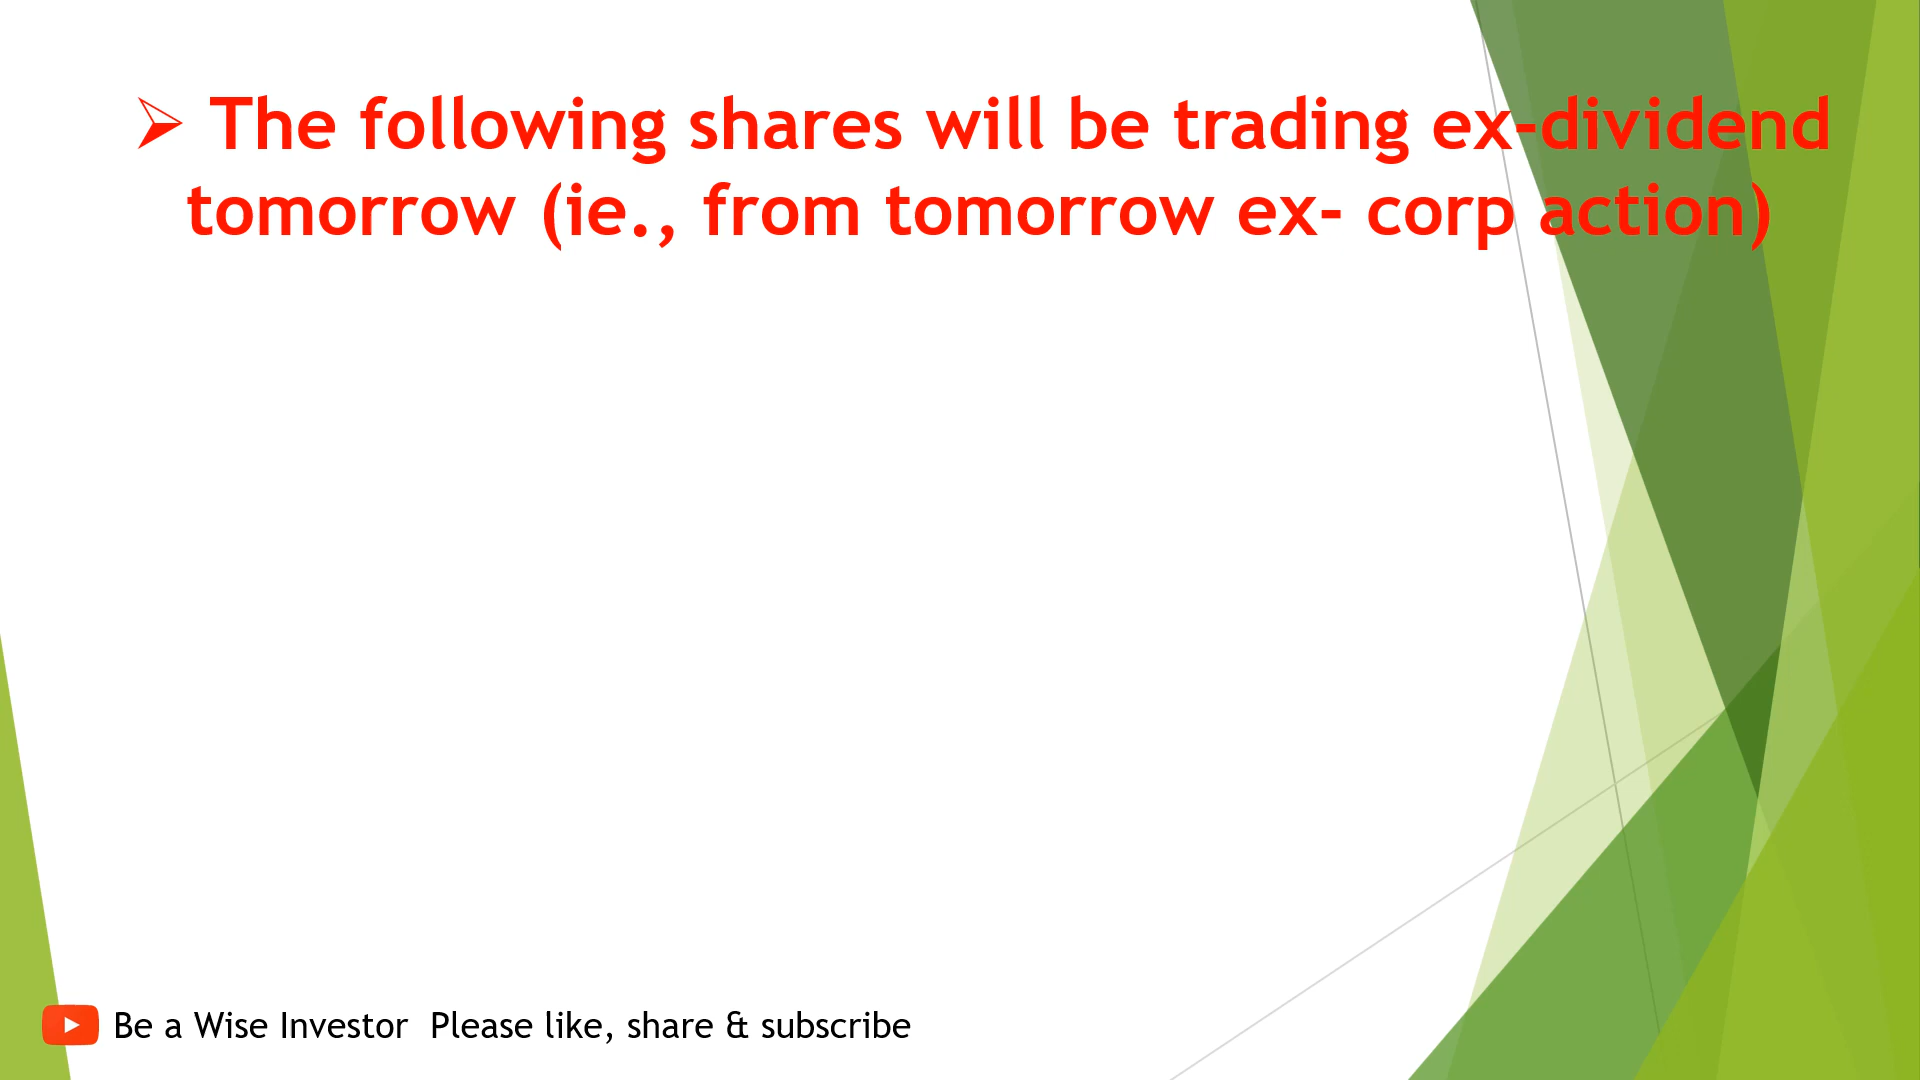 ➢ The following shares will be trading ex-dividend
tomorrow (ie., from tomorrow ex- corp action)
Be a Wise Investor  Please like, share & subscribe